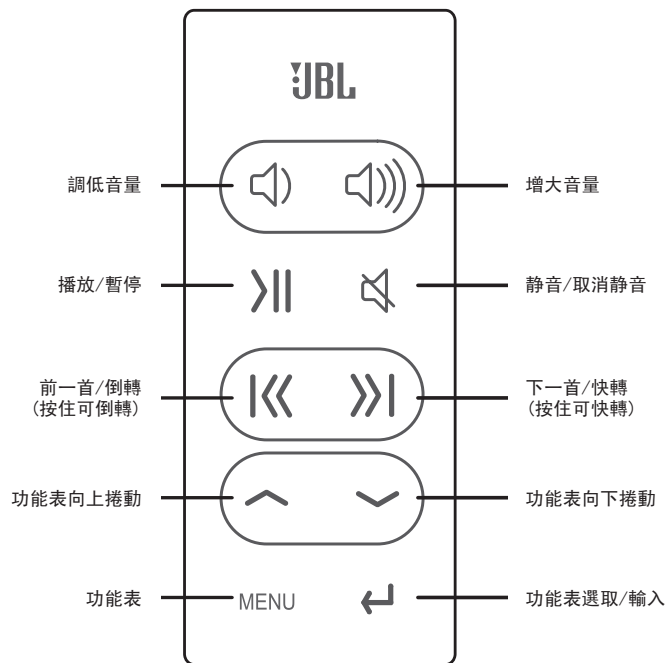 JBL
調低音量
增大音量
播放/暫停
静音/取消静音
前一首/倒轉
(按住可倒轉)
下一首/快轉
(按住可快轉)
功能表向上捲動
功能表向下捲動
功能表
MENU
功能表選取/輸入